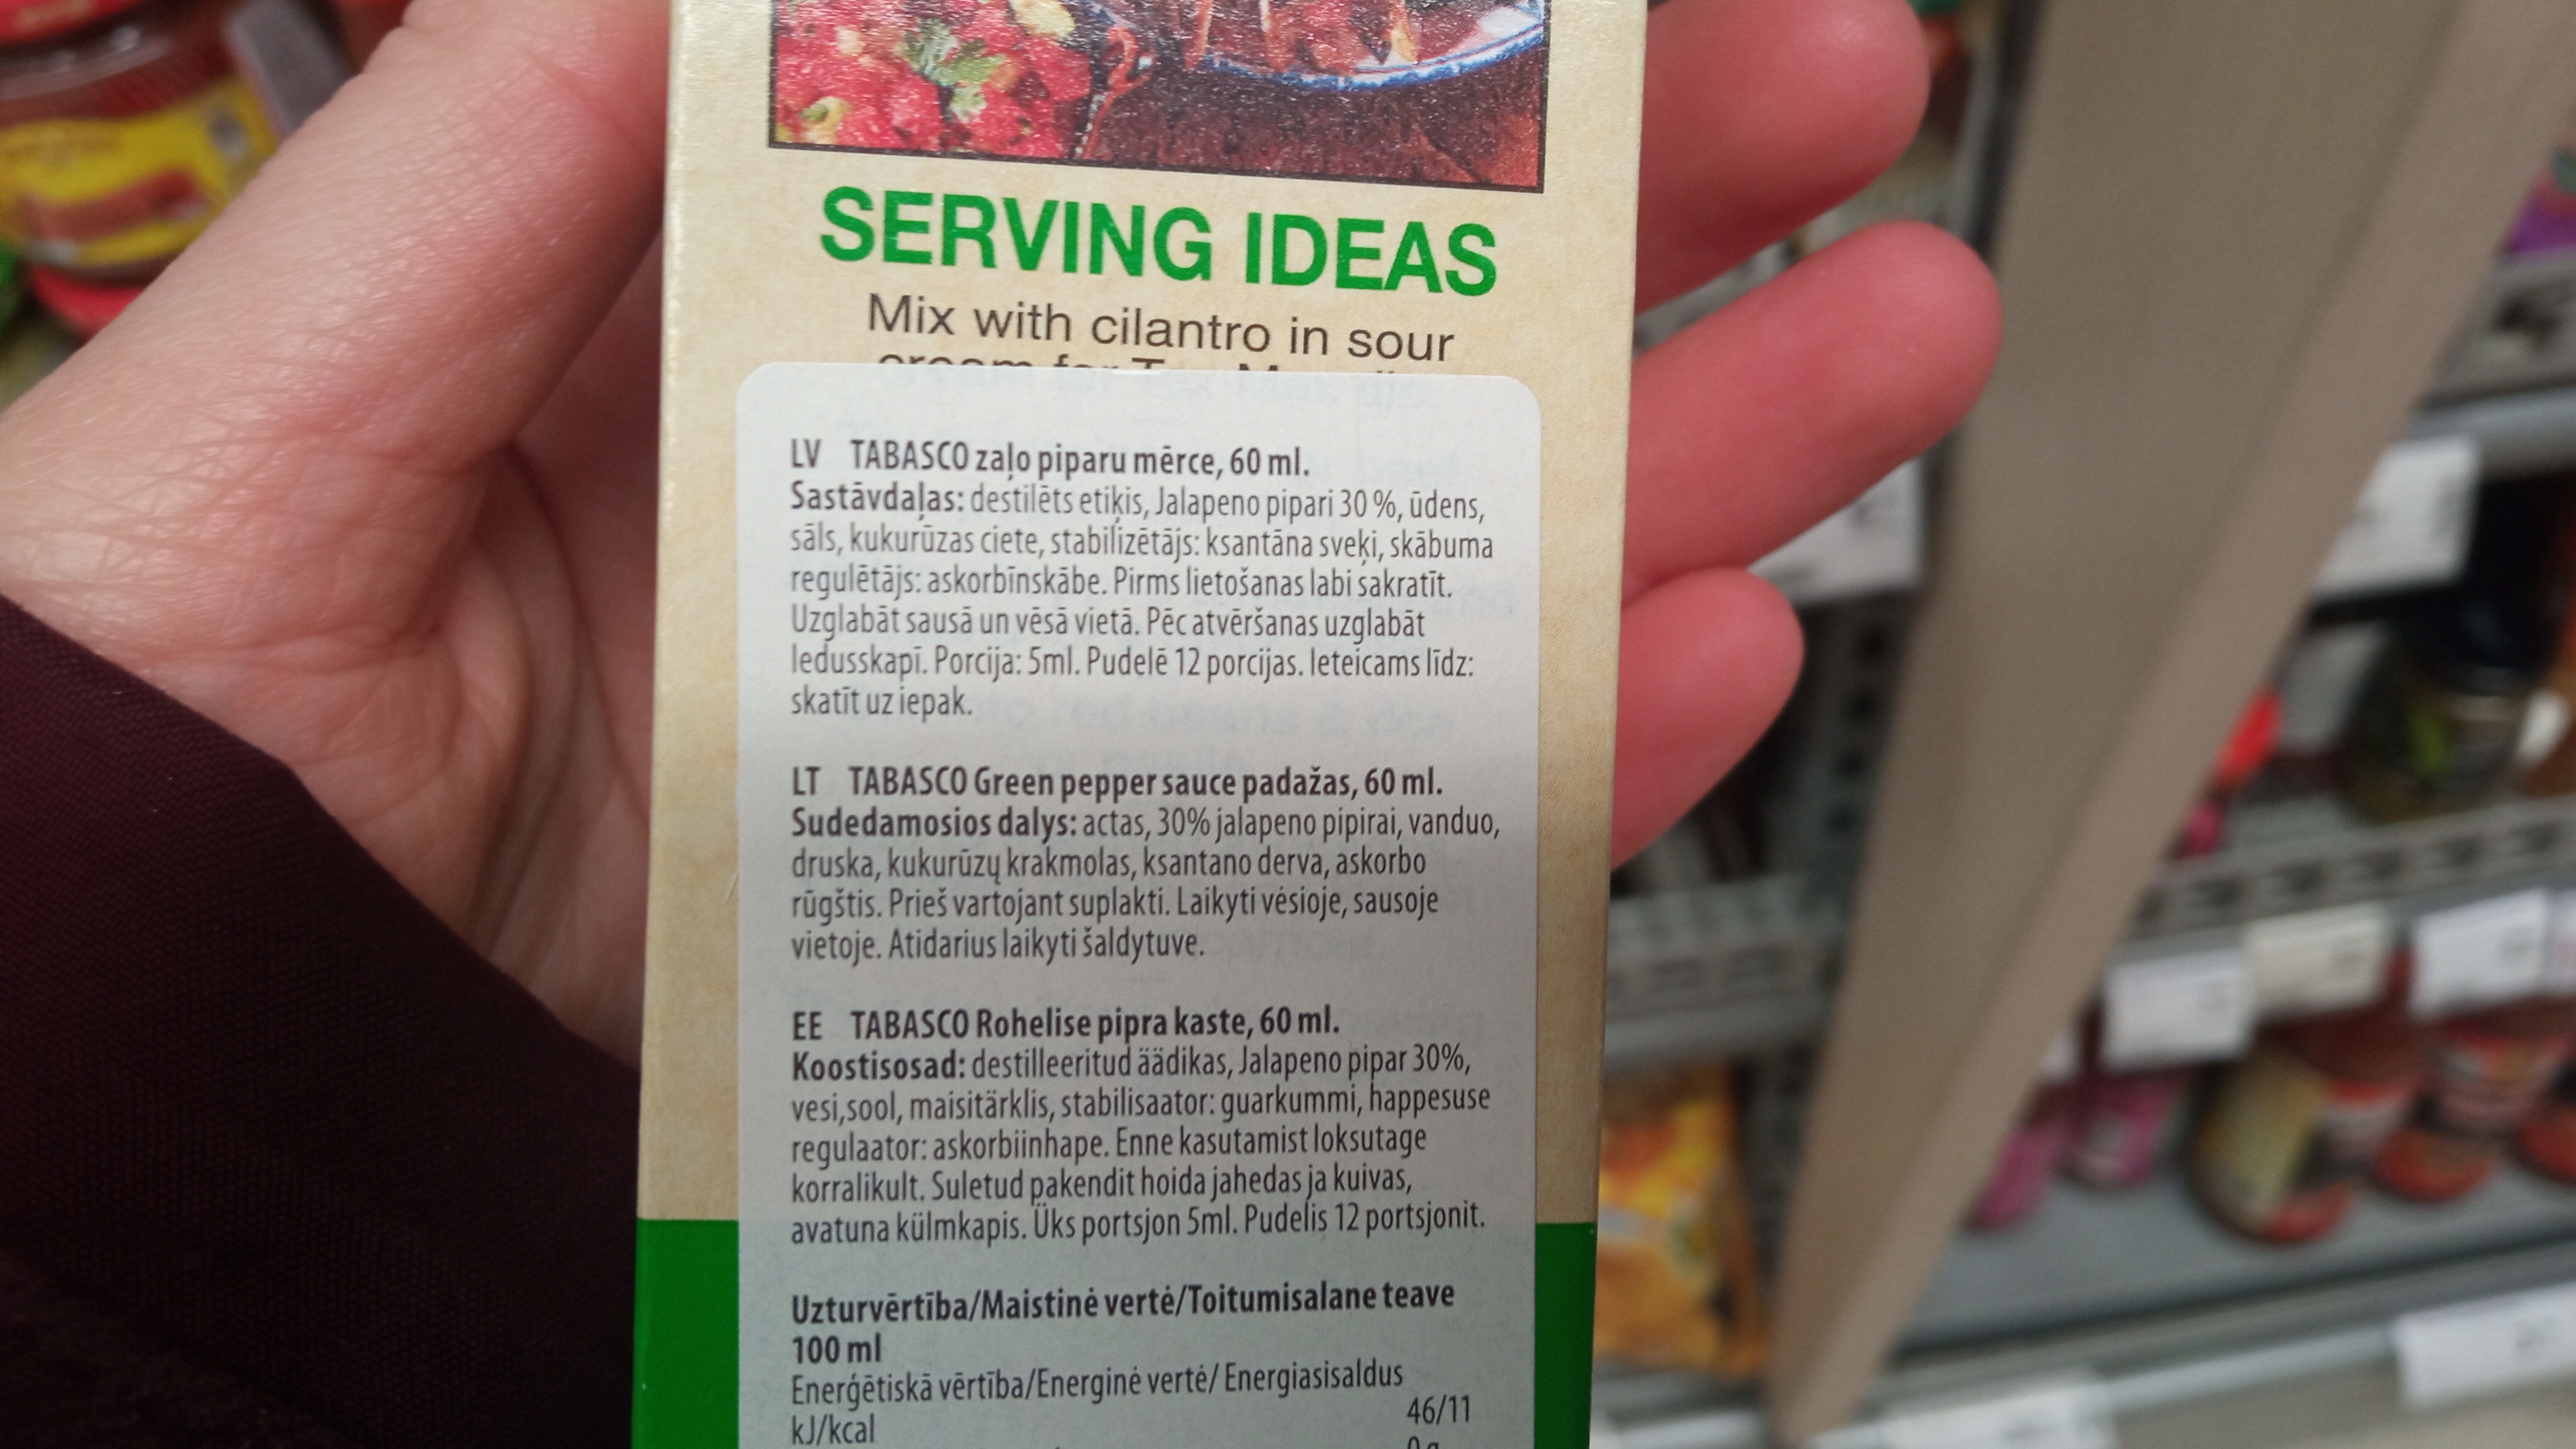 SERVING IDEAS
Mix with cilantro in sour
cream for
LV TABASCO zaļo piparu mērce, 60 ml.
Sastāvdaļas: destilēts etiķis, Jalapeno pipari 30 %, ūdens,
sāls, kukurūzas ciete, stabilizētājs: ksantāna sveķi, skābuma
regulētājs: askorbīnskābe. Pirms lietošanas labi sakratīt.
Uzglabāt sausā un vēsā vietā. Pēc atvēršanas uzglabāt
ledusskapī. Porcija: 5ml. Pudelē 12 porcijas. Ieteicams līdz:
skatīt uz iepak.
LT TABASCO Green pepper sauce padažas, 60 ml.
Sudedamosios dalys: actas, 30% jalapeno pipirai, vanduo,
druska, kukurūzų krakmolas, ksantano derva, askorbo
rūgštis. Prieš vartojant suplakti. Laikyti vėsioje, sausoje
vietoje. Atidarius laikyti šaldytuve.
EE TABASCO Rohelise pipra kaste, 60 ml.
Koostisosad: destilleeritud äädikas, Jalapeno pipar 30%,
vesi,sool, maisitärklis, stabilisaator: guarkummi, happesuse
regulaator: askorbiinhape. Enne kasutamist loksutage
korralikult. Suletud pakendit hoida jahedas ja kuivas,
avatuna külmkapis. Üks portsjon 5ml. Pudelis 12 portsjonit.
Uzturvērtība/Maistinė vertė/Toitumisalane teave
100 ml
Enerģētiskā vērtība/Energinė vertė/ Energiasisaldus
kJ/kcal 46/11